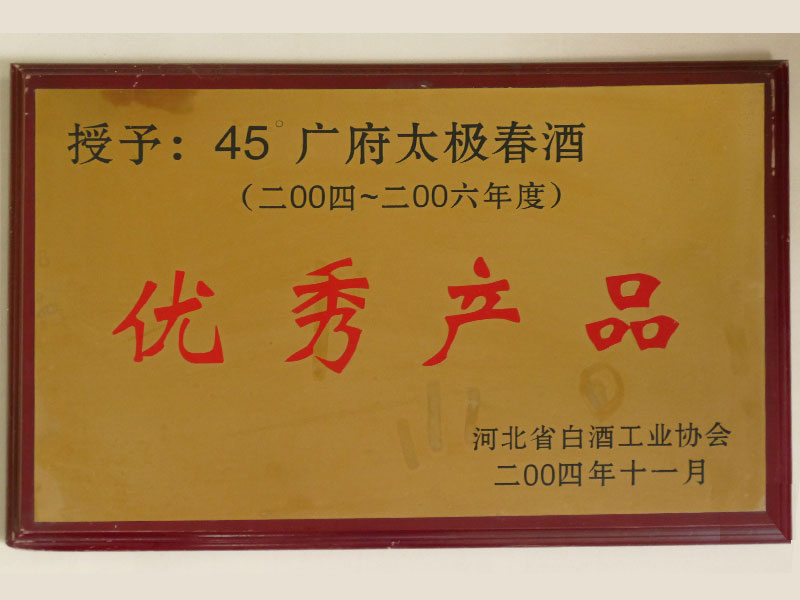 授予：45°广府太极春酒
（二00四~二00六年度）
优秀产品
河北省白酒工业协会
二00四年十一月